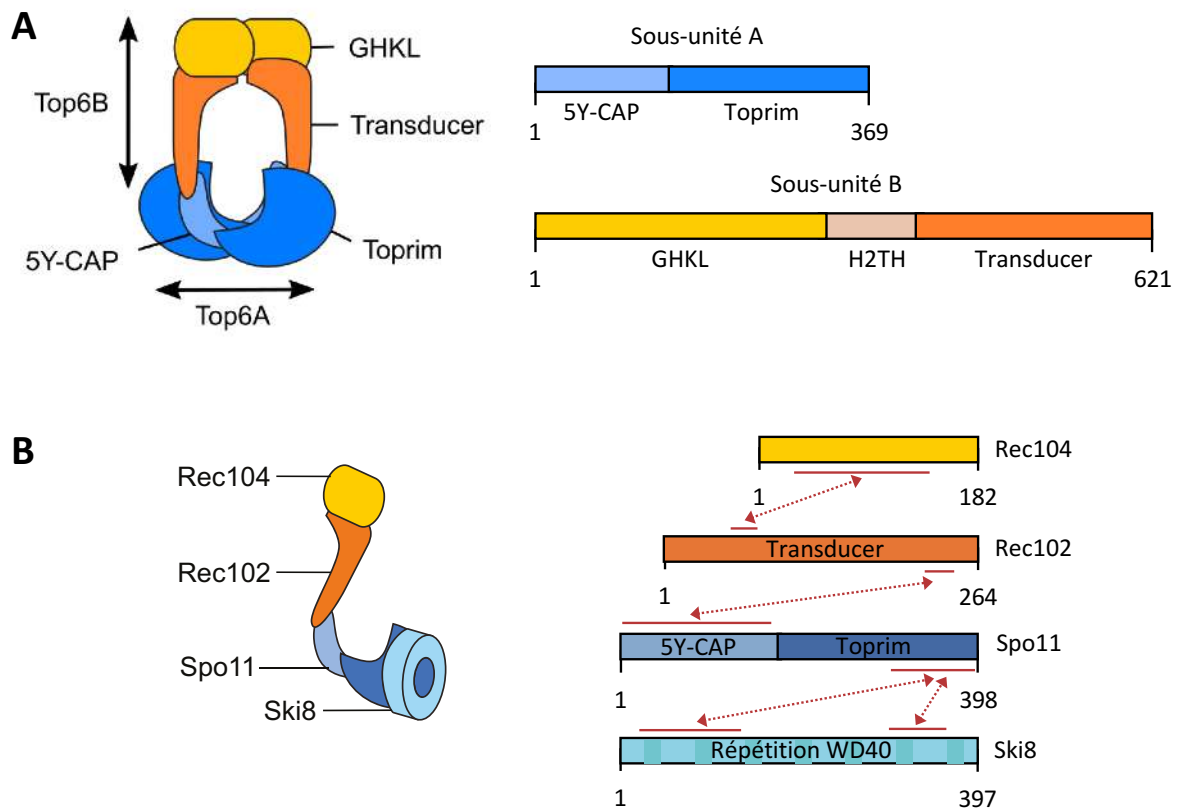 A
GHKL
Top6B
Transducer
5Y-CAP
Toprim
Top6A
Sous-unité A
5Y-CAP Toprim
1 369
Sous-unité B
GHKL H2TH Transducer
1 621
B
Rec104
Rec102
Spo11
Ski8
Rec104
1 182
Transducer Rec102
1 264
5Y-CAP Toprim Spo11
1 398
Répétition WD40 Ski8
1 397